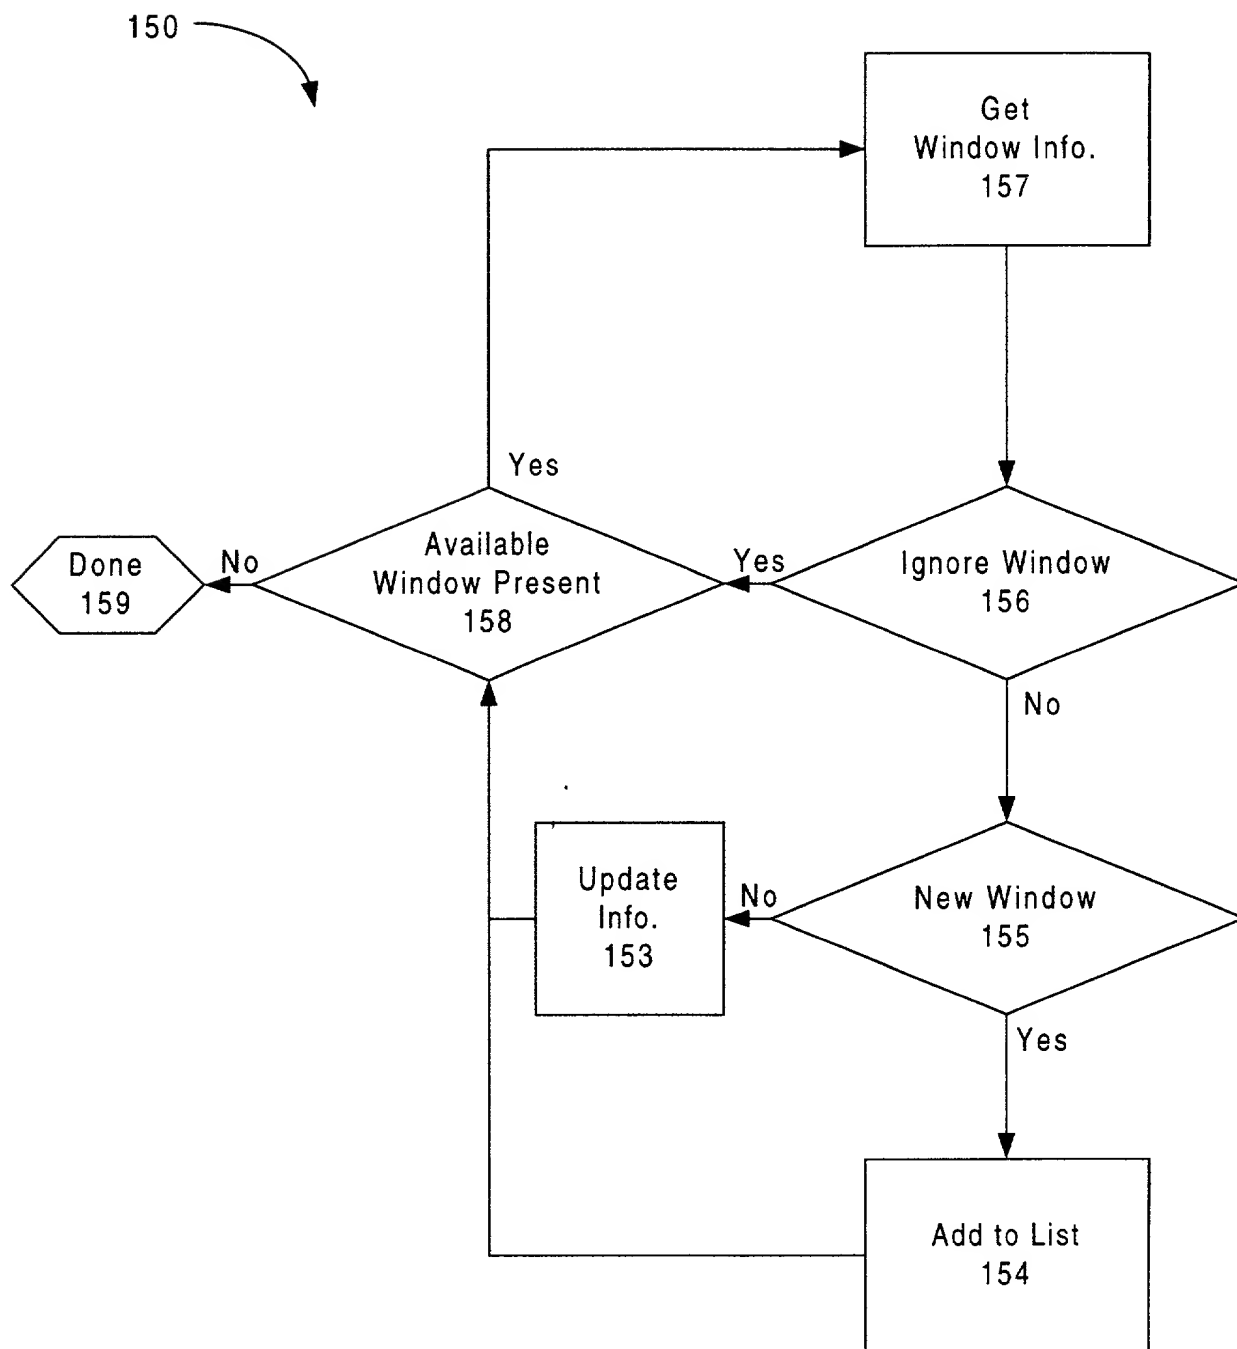 150
Get
Window Info.
157
Yes
Available
Window Present
158
Yes
Ignore Window
156
No
Done
159
No
Update
Info.
153
No
New Window
155
Yes
Add to List
154